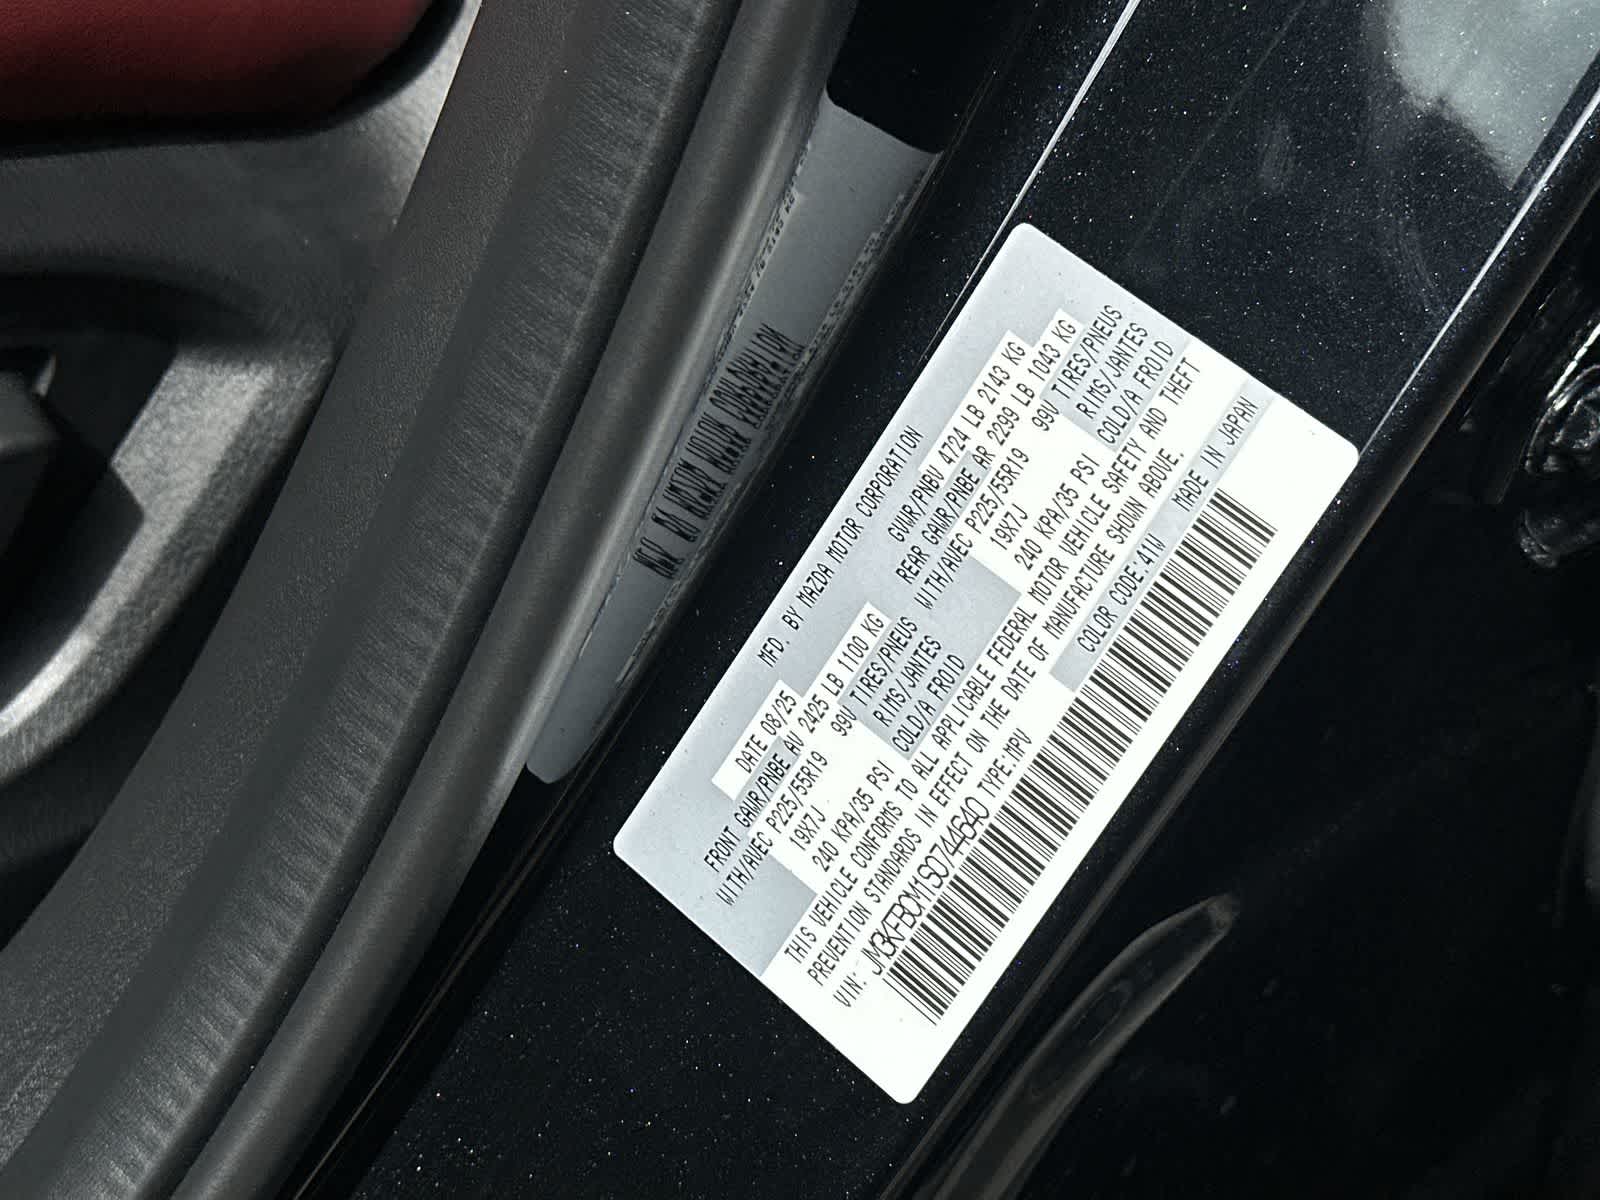 MFD. BY MAZDA MOTOR CORPORATION
DATE 08/25
GVWR/PNBV 4724 LB 2143 KG
FRONT GAWR/PNBE AV 2425 LB 1100 KG
REAR GAWR/PNBE AR 2299 LB 1043 KG
WITH/AVEC P225/55R19 99V TIRES/PNEUS
WITH/AVEC P225/55R19 99V TIRES/PNEUS
19X7J RIMS/JANTES
19X7J RIMS/JANTES
240 KPA/35 PSI COLD/A FROID
240 KPA/35 PSI COLD/A FROID
THIS VEHICLE CONFORMS TO ALL APPLICABLE FEDERAL MOTOR VEHICLE SAFETY AND THEFT
PREVENTION STANDARDS IN EFFECT ON THE DATE OF MANUFACTURE SHOWN ABOVE.
VIN: JM3KFBCM1S0744640 TYPE:MPV COLOR CODE:41W MADE IN JAPAN